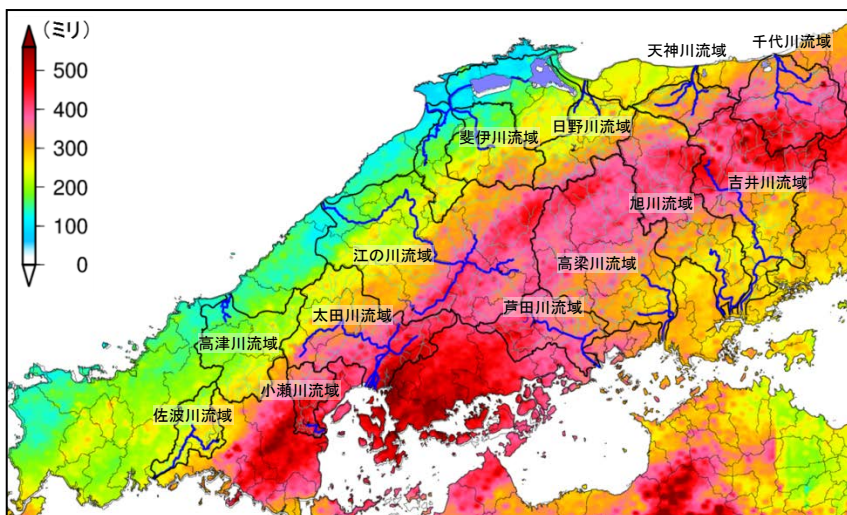 (ミリ)
500
400
300
200
100
0
千代川流域
天神川流域
日野川流域
斐伊川流域
吉井川流域
旭川流域
江の川流域
高梁川流域
太田川流域
芦田川流域
高津川流域
小瀬川流域
佐波川流域